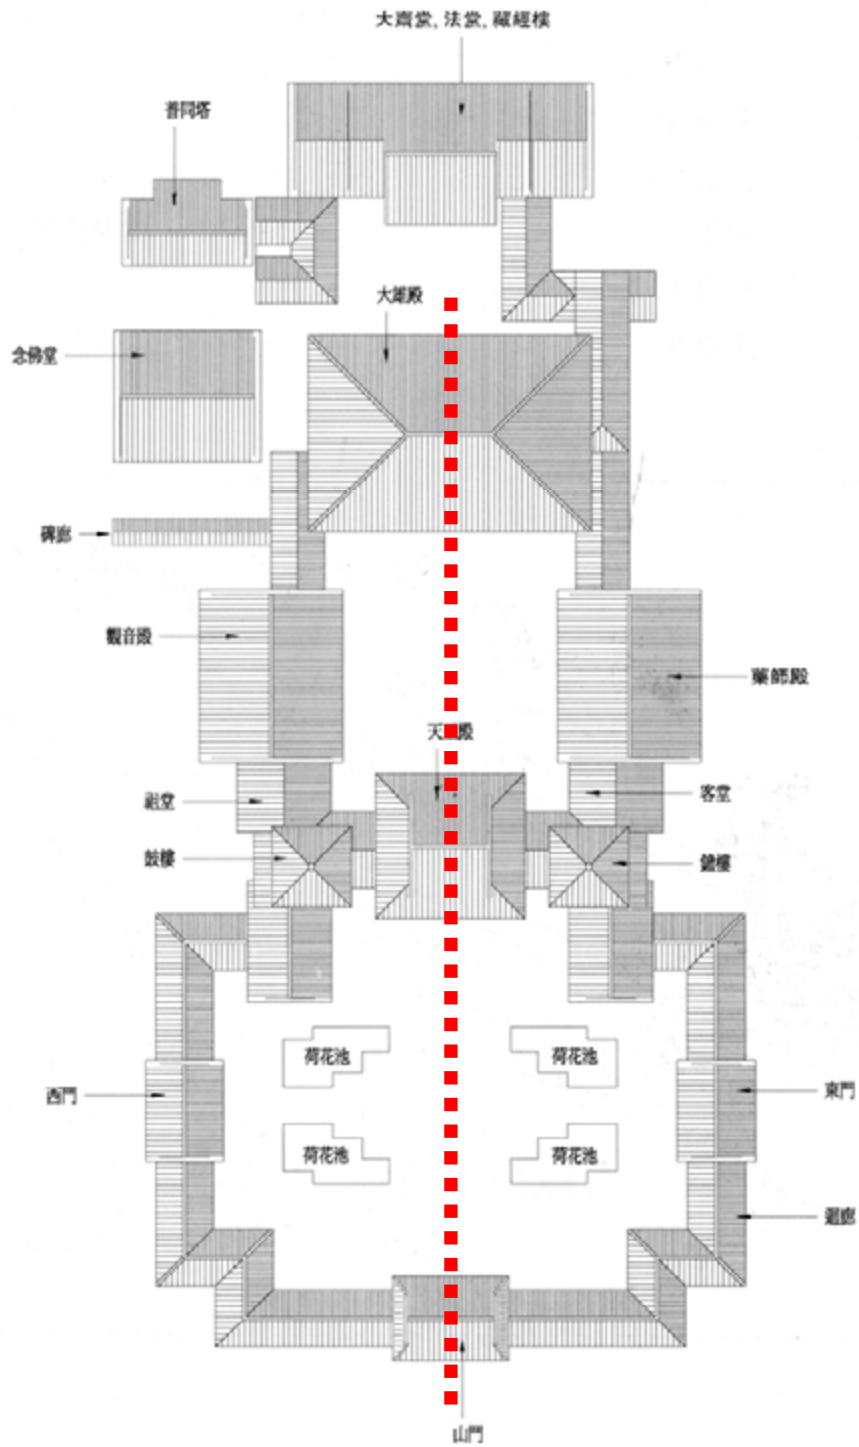 大齋堂, 法堂, 藏經樓
普同塔
大雄殿
念佛堂
碑廊
觀音殿
藥師殿
天王殿
祖堂
客堂
鼓樓
鐘樓
荷花池
荷花池
西門
東門
荷花池
荷花池
迴廊
山門